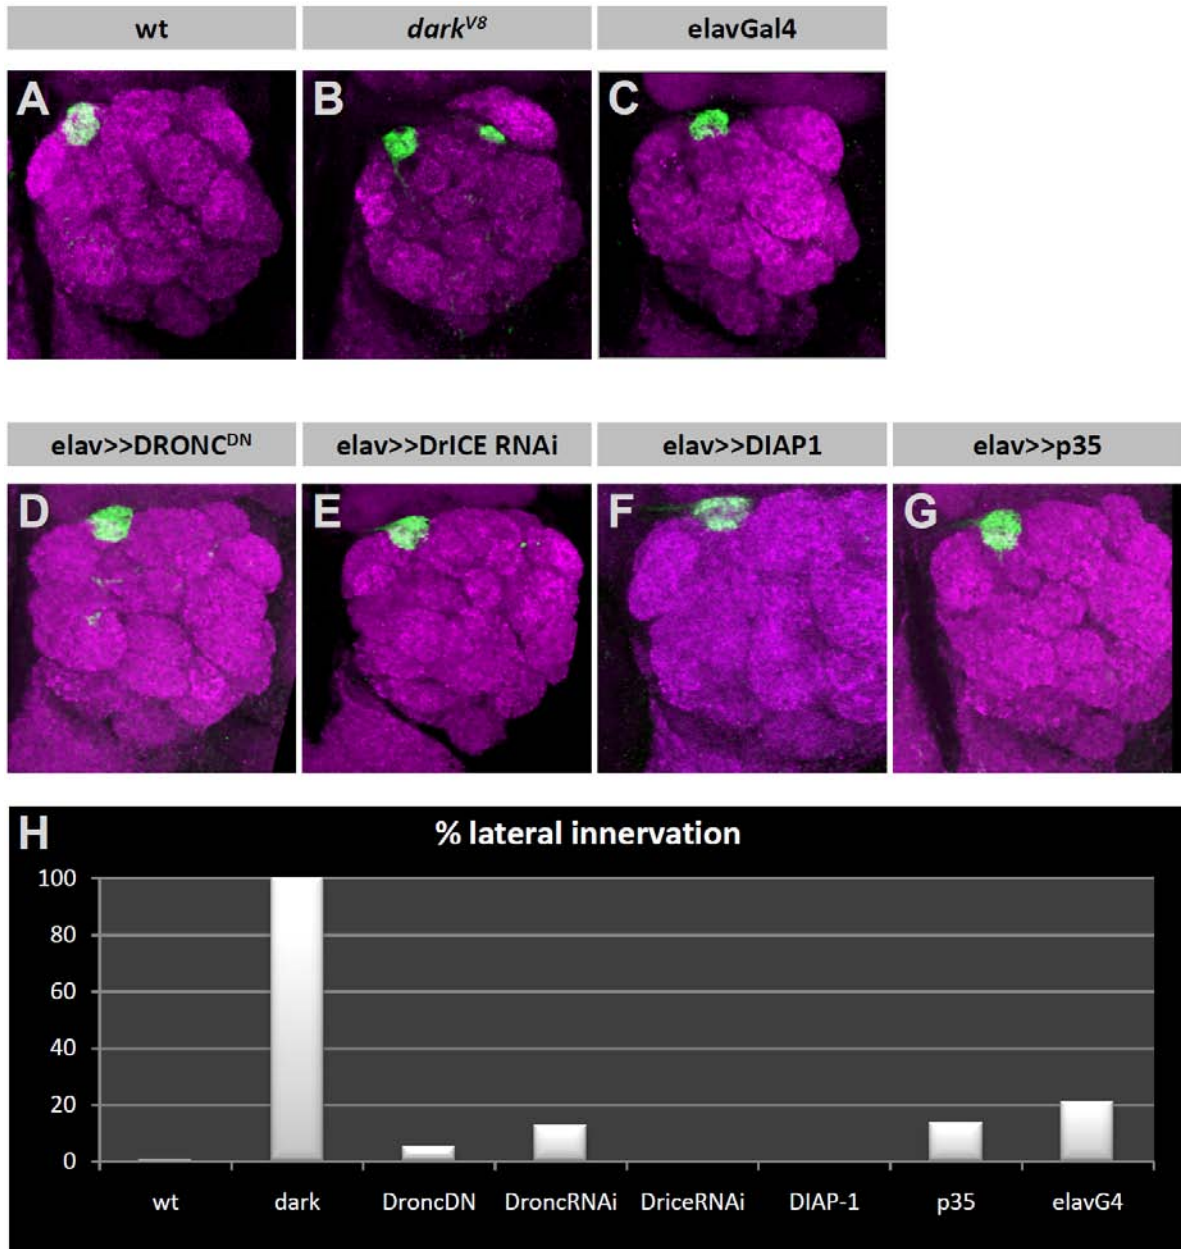 wt dark^V8 elavGal4
A B C
elav>>DRONC^DN elav>>DrICE RNAi elav>>DIAP1 elav>>p35
D E F G
H % lateral innervation
100
80
60
40
20
0
wt dark DroncDN DroncRNAi DriceRNAi DIAP-1 p35 elavG4